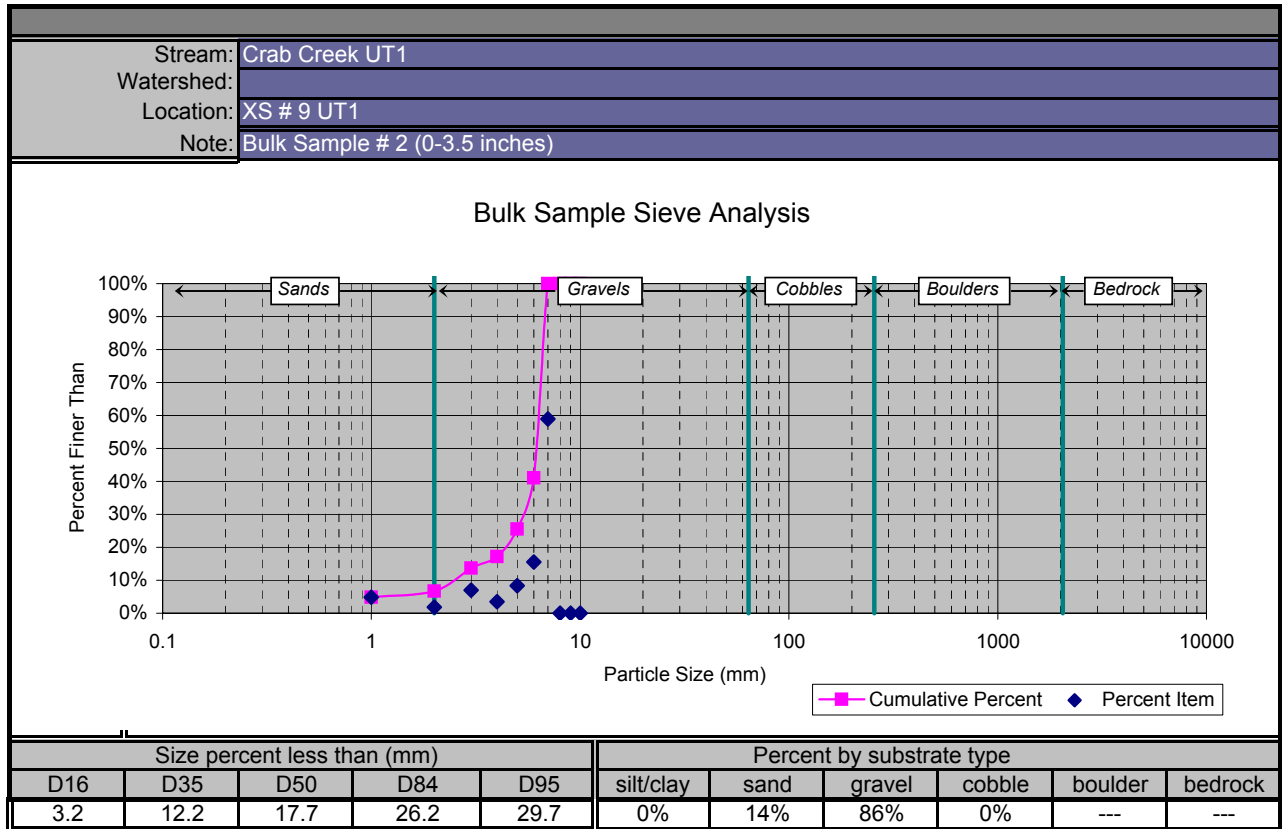 Stream: Crab Creek UT1
Watershed:
Location: XS # 9 UT1
Note: Bulk Sample # 2 (0-3.5 inches)
Bulk Sample Sieve Analysis
Sands Gravels Cobbles Boulders Bedrock
100%
90%
80%
70%
60%
50%
40%
30%
20%
10%
0%
Percent Finer Than
0.1 1 10 100 1000 10000
Particle Size (mm)
Cumulative Percent Percent Item
Size percent less than (mm) Percent by substrate type
D16 D35 D50 D84 D95 silt/clay sand gravel cobble boulder bedrock
3.2 12.2 17.7 26.2 29.7 0% 14% 86% 0% --- ---